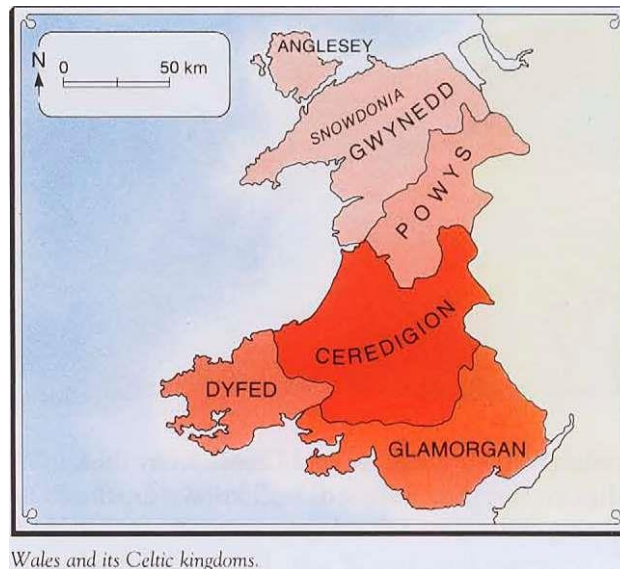 ANGLESEY
N
0 50 km
SNOWDONIA
GWYNEDD
POWYS
CEREDIGION
DYFED
GLAMORGAN
Wales and its Celtic kingdoms.